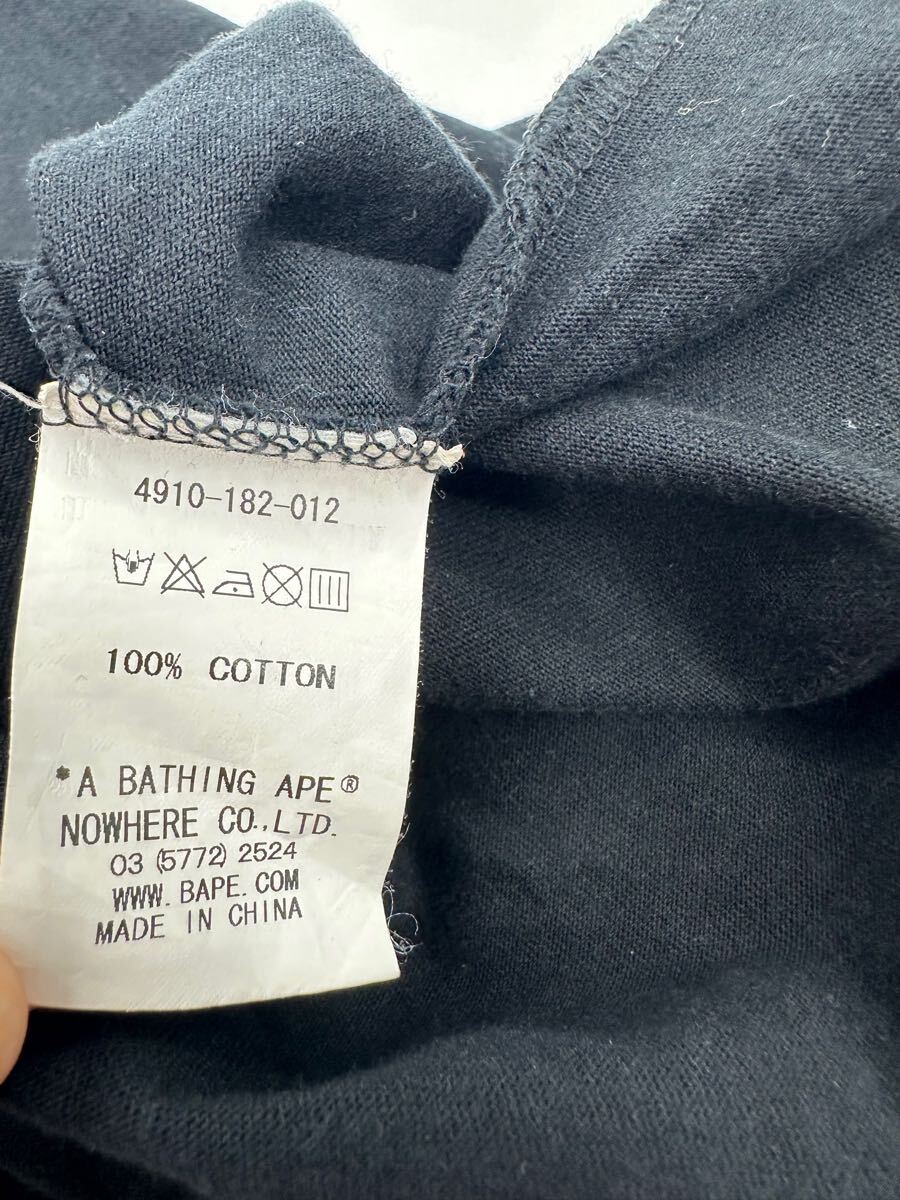 4910-182-012
100% COTTON
*A BATHING APE®
NOWHERE CO.,LTD.
03 (5772) 2524
WWW.BAPE.COM
MADE IN CHINA